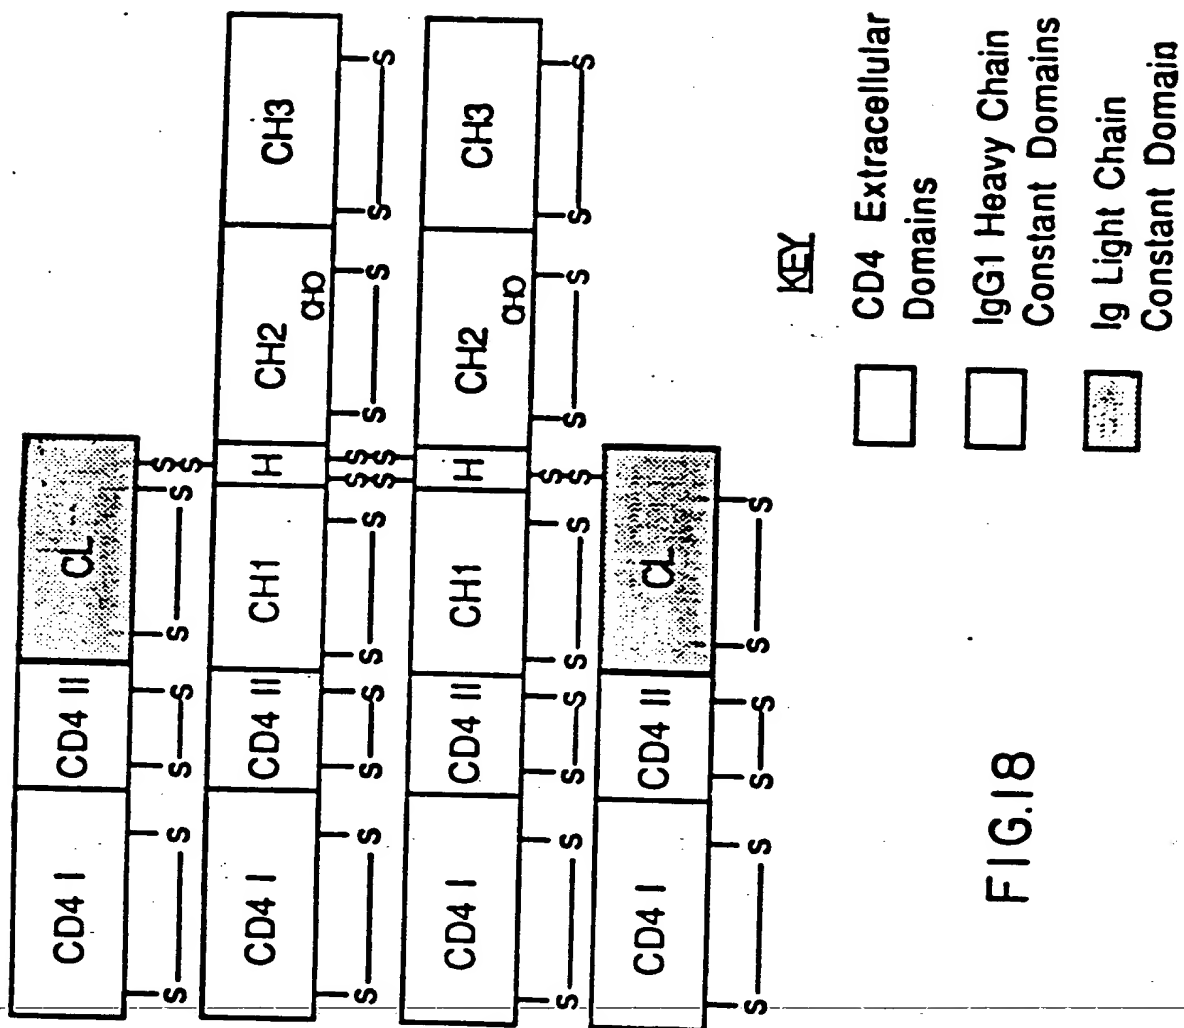 CD4 I CD4 II CL
S S S S S S S
S
CD4 I CD4 II CH1 H CH2 CH3
CHO
S S S S S S S S S S S S
S S
CD4 I CD4 II CH1 H CH2 CH3
CHO
S S S S S S S S S S S
S
CD4 I CD4 II CL
S S S S S S
KEY
CD4 Extracellular
Domains
IgG1 Heavy Chain
Constant Domains
Ig Light Chain
Constant Domain
FIG.18